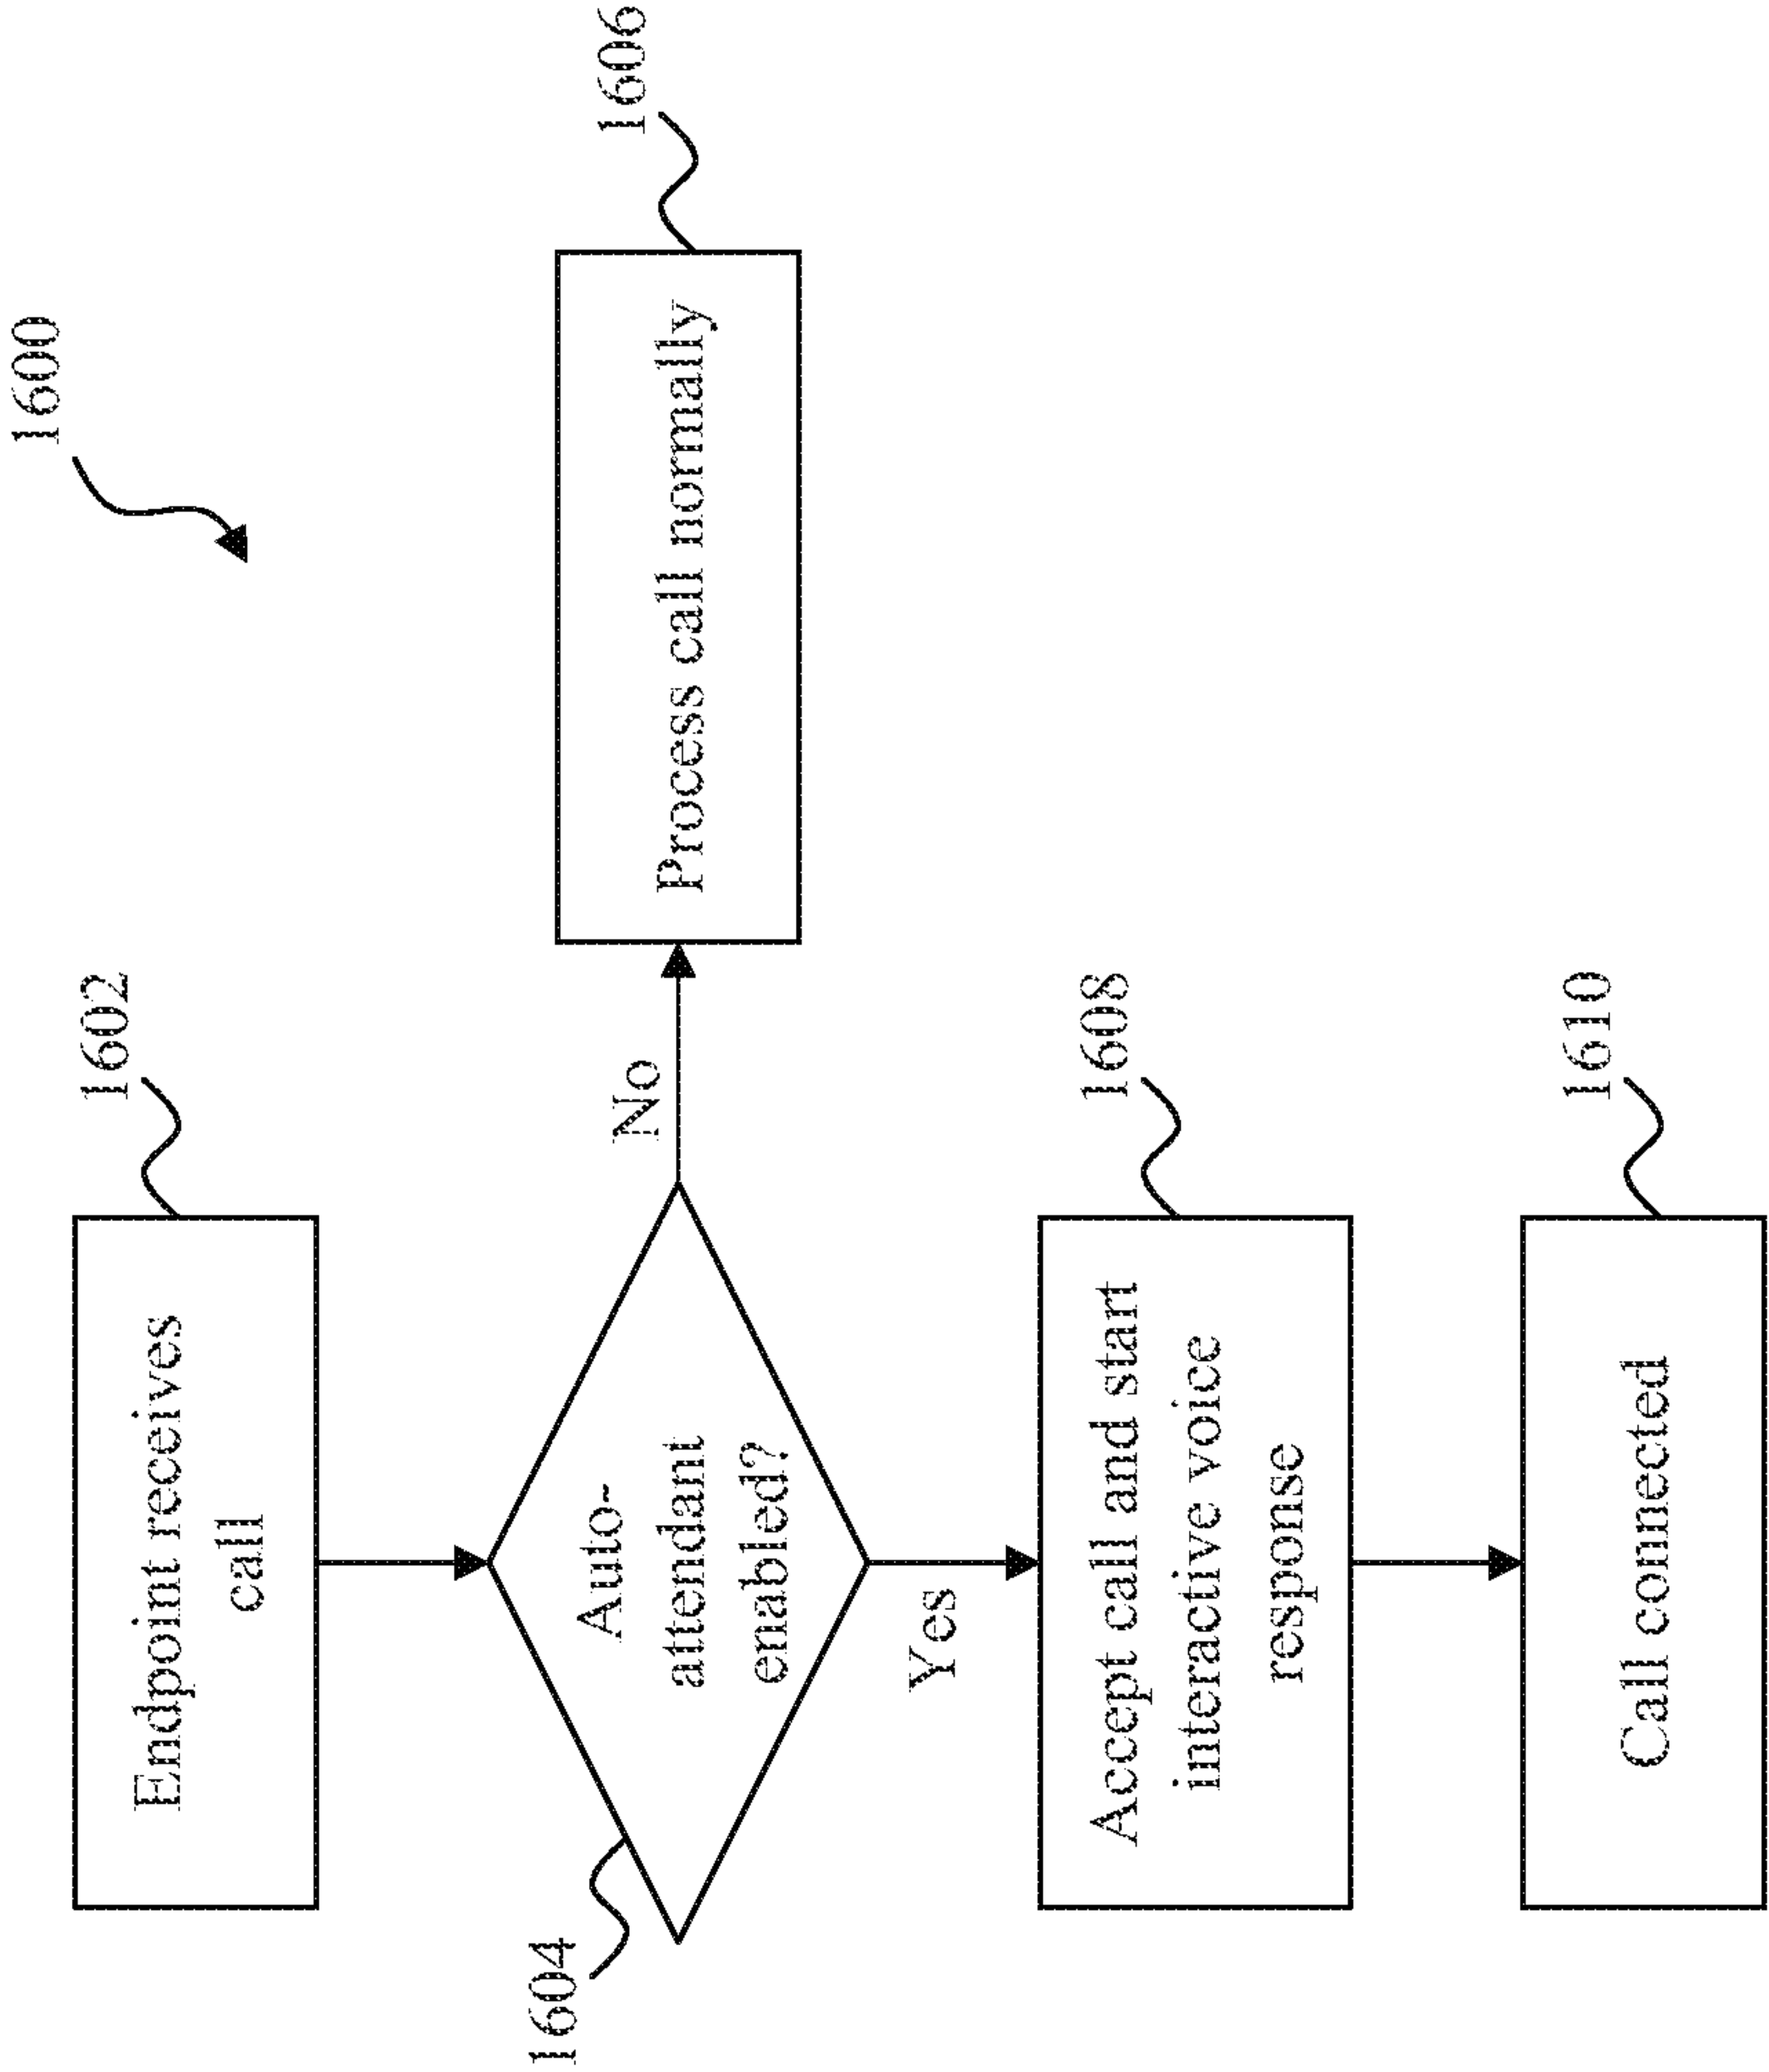 1600
1602
Endpoint receives
call
1604
Auto-
attendant
enabled?
No
1606
Process call normally
Yes
1608
Accept call and start
interactive voice
response
1610
Call connected